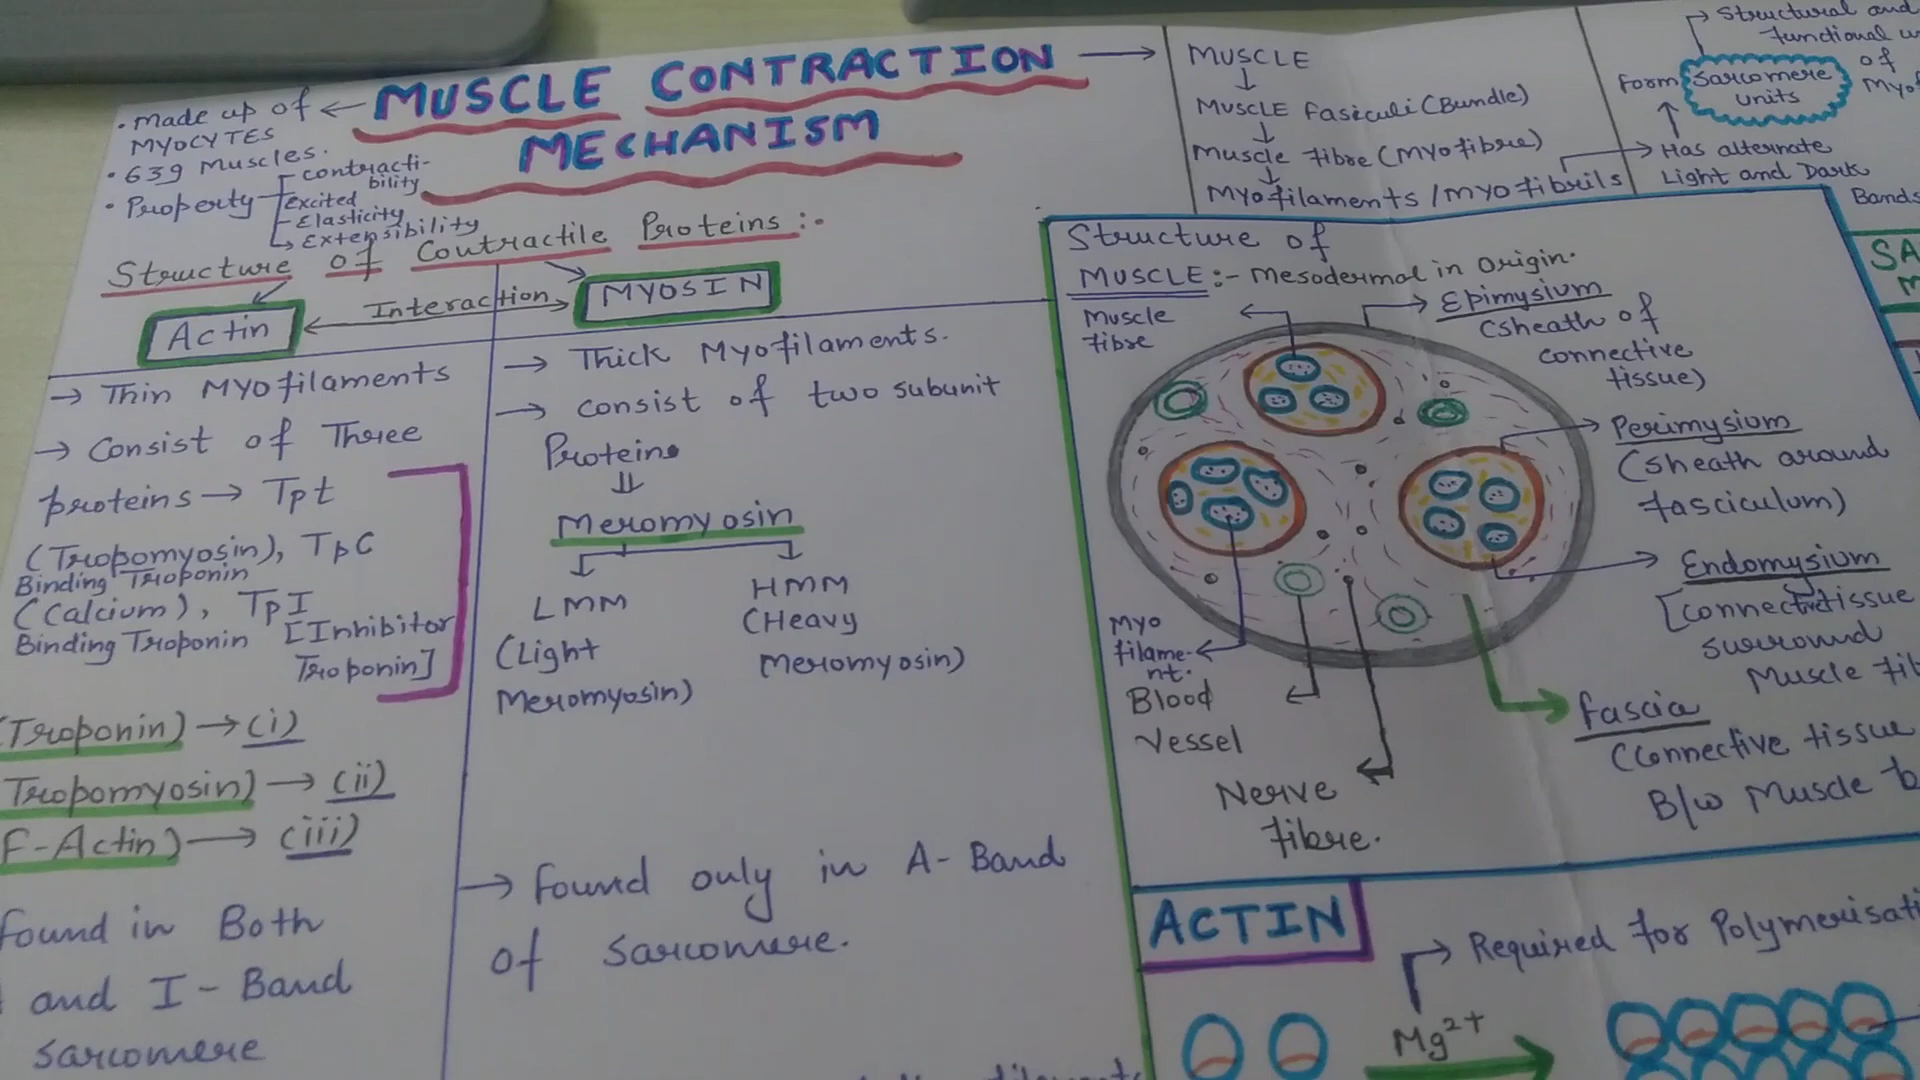 MUSCLE CONTRACTION
MECHANISM
• Made up of
MYOCYTES
• 639 Muscles.
• Property
contracti-
bility
excited
Elasticity
Extensibility
MUSCLE
MUSCLE Fasiculi (Bundle)
Muscle fibre (Myofibre)
Myofilaments / Myofibrils
Has alternate
Light and Dark
Bands
Form
Sarcomere
units
Structural and
functional
of
Structure of Contractile Proteins :-
Actin
Interaction
MYOSIN
→ Thin Myofilaments
→ Consist of Three
proteins → Tpt
(Tropomyosin), TpC
Binding Troponin
(Calcium), TpI
Binding Troponin [Inhibitor
Troponin]
(Troponin) → (i)
Tropomyosin) → (ii)
F-Actin) → (iii)
found in Both
and I - Band
sarcomere
→ Thick Myofilaments.
→ consist of two subunit
Proteins
Meromyosin
LMM
(Light
Meromyosin)
HMM
(Heavy
Meromyosin)
→ found only in A- Band
of sarcomere.
Structure of
MUSCLE :- Mesodermal in Origin.
Muscle
fibre
Epimysium
(sheath of
connective
tissue)
Perimysium
(sheath around
fasciculum)
Endomysium
[connective tissue
surround
Muscle
Myo
filame-
nt.
Blood
Vessel
Nerve
fibre.
fascia
(Connective tissue
B/w Muscle
SA
M
ACTIN
Required for
Mg2+